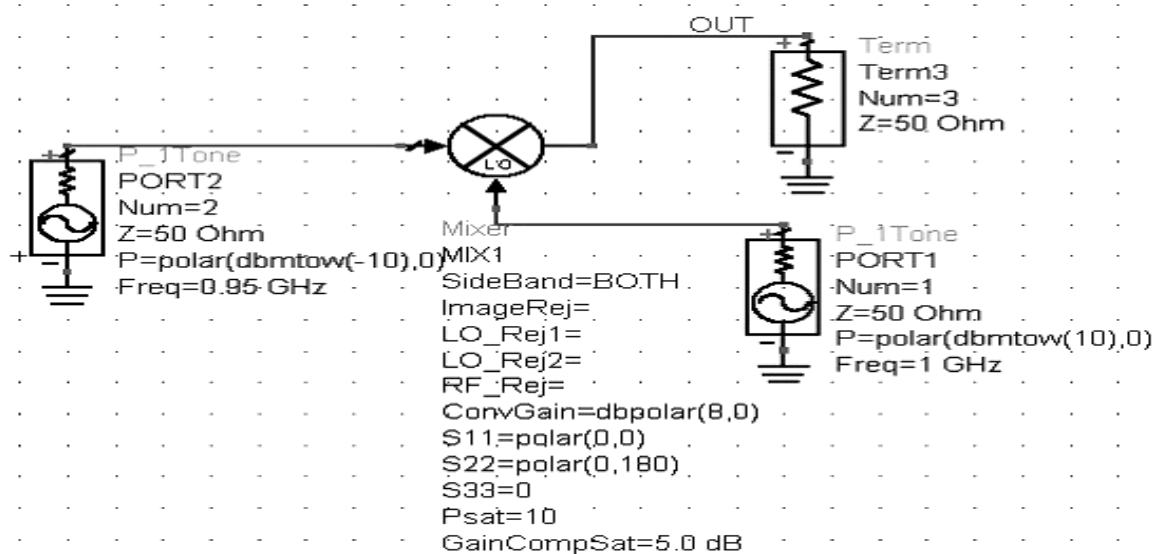 OUT
Term
Term3
Num=3
Z=50 Ohm
LO
P_1Tone
PORT2
Num=2
Z=50 Ohm
P=polar(dbmtow(-10),0)
Freq=0.95 GHz
Mixer
MIX1
SideBand=BOTH
ImageRej=
LO_Rej1=
LO_Rej2=
RF_Rej=
ConvGain=dbpolar(8,0)
S11=polar(0,0)
S22=polar(0,180)
S33=0
Psat=10
GainCompSat=5.0 dB
P_1Tone
PORT1
Num=1
Z=50 Ohm
P=polar(dbmtow(10),0)
Freq=1 GHz